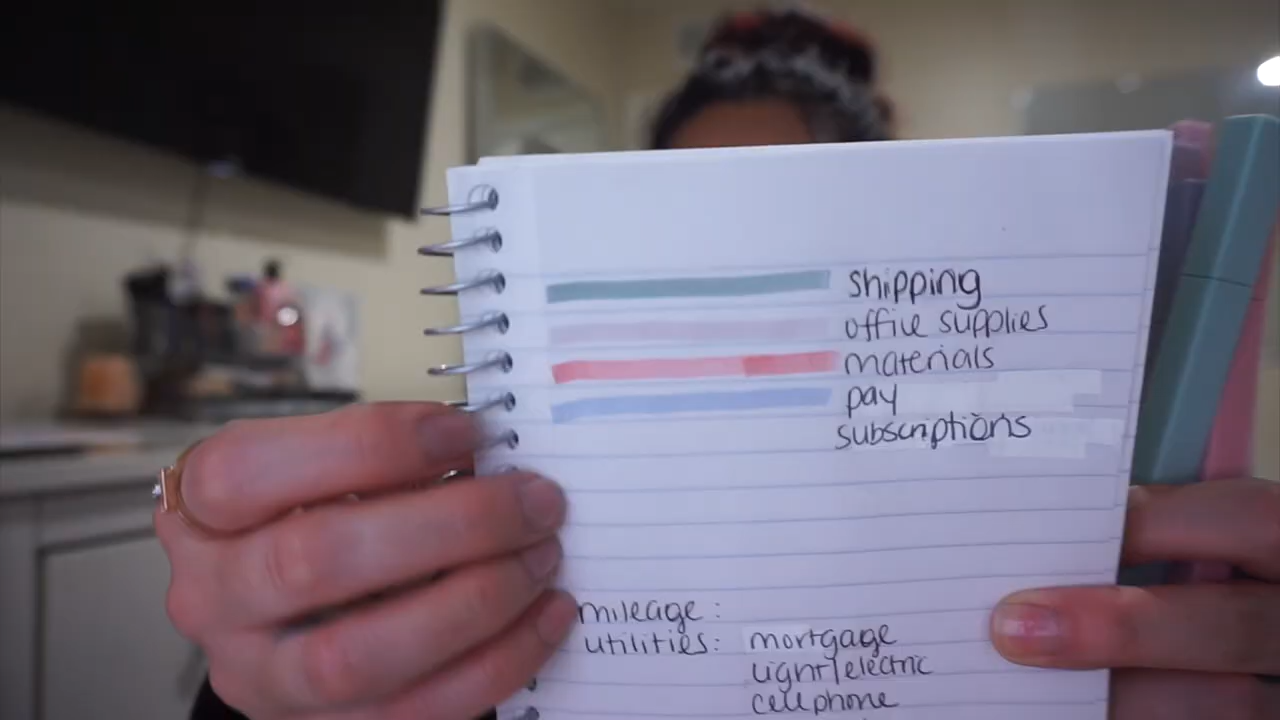 shipping
office supplies
materials
pay
subscriptions
mileage:
utilities: mortgage
light/electric
cellphone